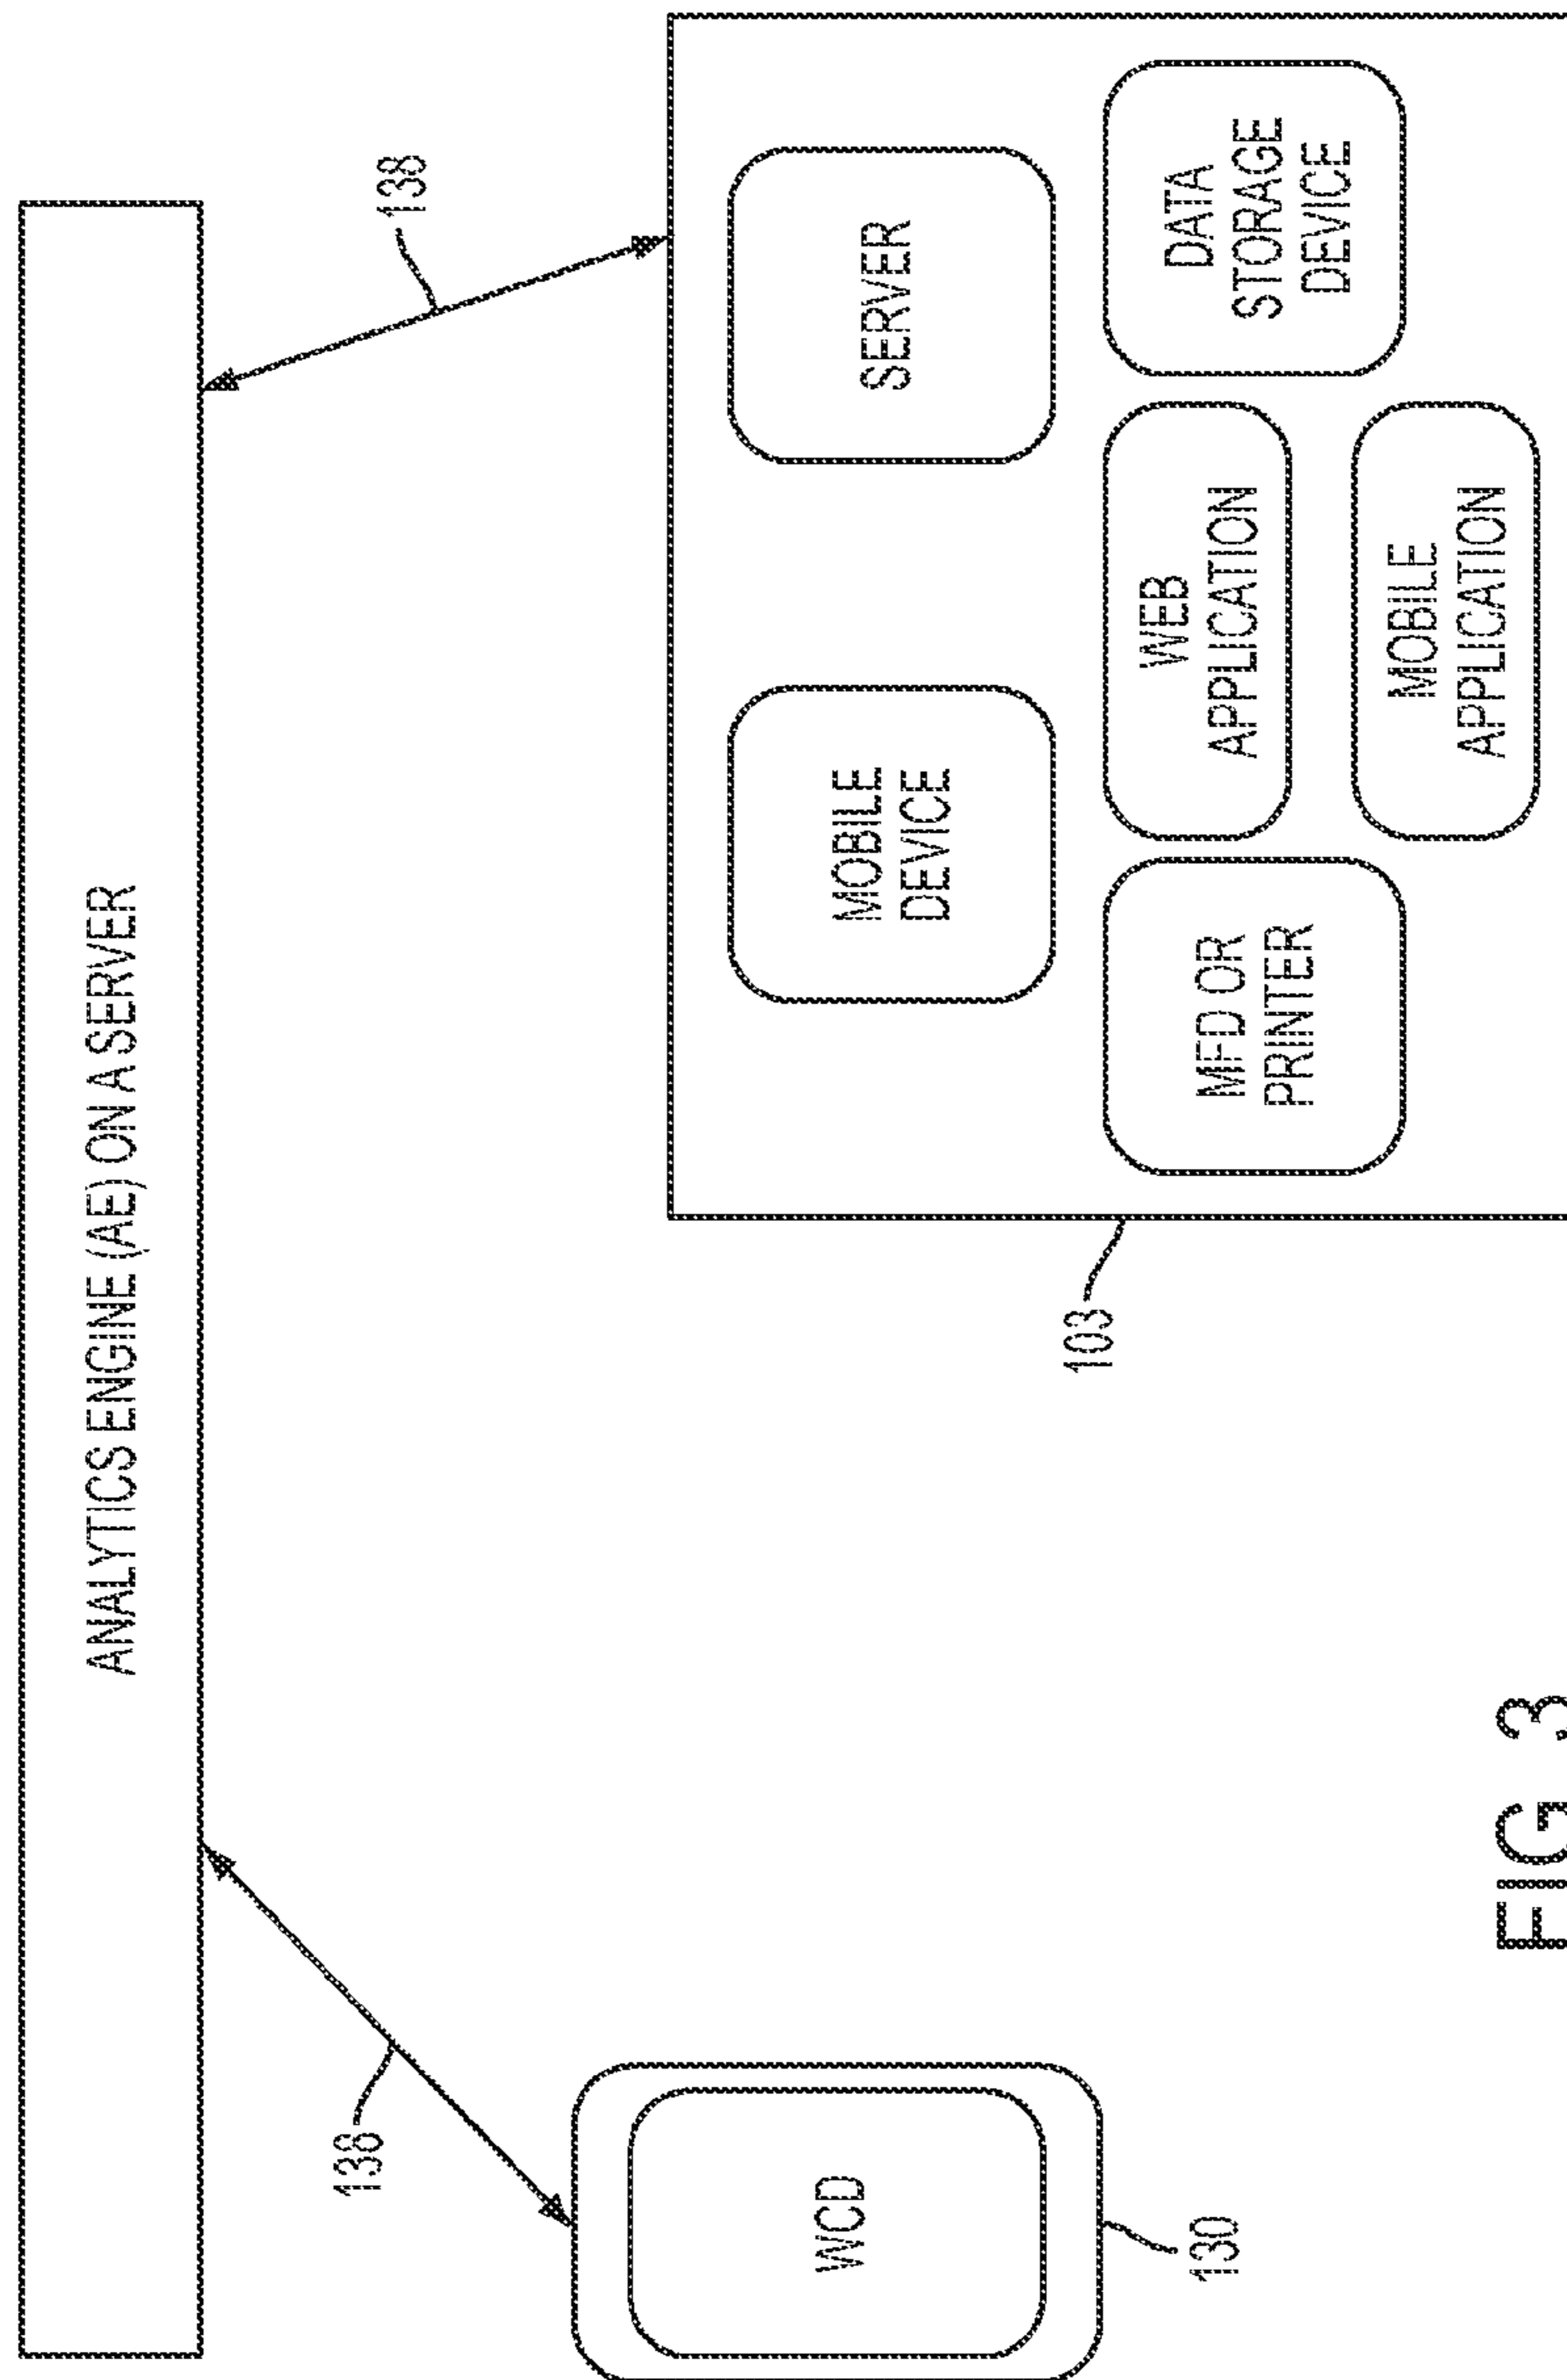 ANALYTICS ENGINE (AE) ON A SERVER
138
138
WCD
130
103
MOBILE
DEVICE
SERVER
MFD OR
PRINTER
WEB
APPLICATION
DATA
STORAGE
DEVICE
MOBILE
APPLICATION
FIG 3